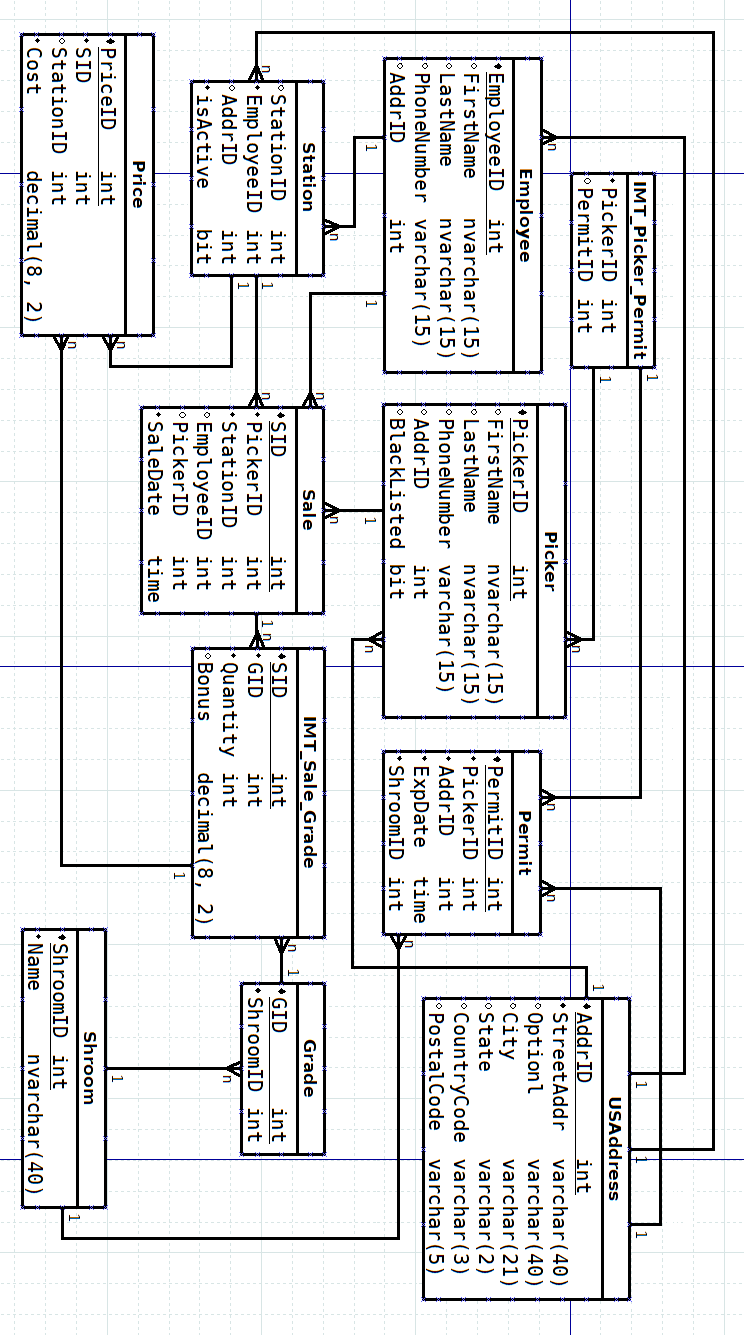 IMT_Picker_Permit
PickerID int
PermitID int
1
1
USAddress
AddrID int
StreetAddr varchar(40)
Optionl varchar(40)
City varchar(21)
State varchar(2)
CountryCode varchar(3)
PostalCode varchar(5)
1
1
1
1
Employee
EmployeeID int
FirstName nvarchar(15)
LastName nvarchar(15)
PhoneNumber varchar(15)
AddrID int
n
1
1
Picker
PickerID int
FirstName nvarchar(15)
LastName nvarchar(15)
PhoneNumber varchar(15)
AddrID int
BlackListed bit
n
1
n
Permit
PermitID int
PickerID int
AddrID int
ExpDate time
ShroomID int
n
n
n
Station
StationID int
EmployeeID int
AddrID int
isActive bit
n
n
1
1
Sale
SID int
PickerID int
StationID int
EmployeeID int
PickerID int
SaleDate time
n
n
n
1
IMT_Sale_Grade
SID int
GID int
Quantity int
Bonus decimal(8, 2)
n
n
1
Grade
GID int
ShroomID int
1
n
Price
PriceID int
SID int
StationID int
Cost decimal(8, 2)
n
n
Shroom
ShroomID int
Name nvarchar(40)
1
1